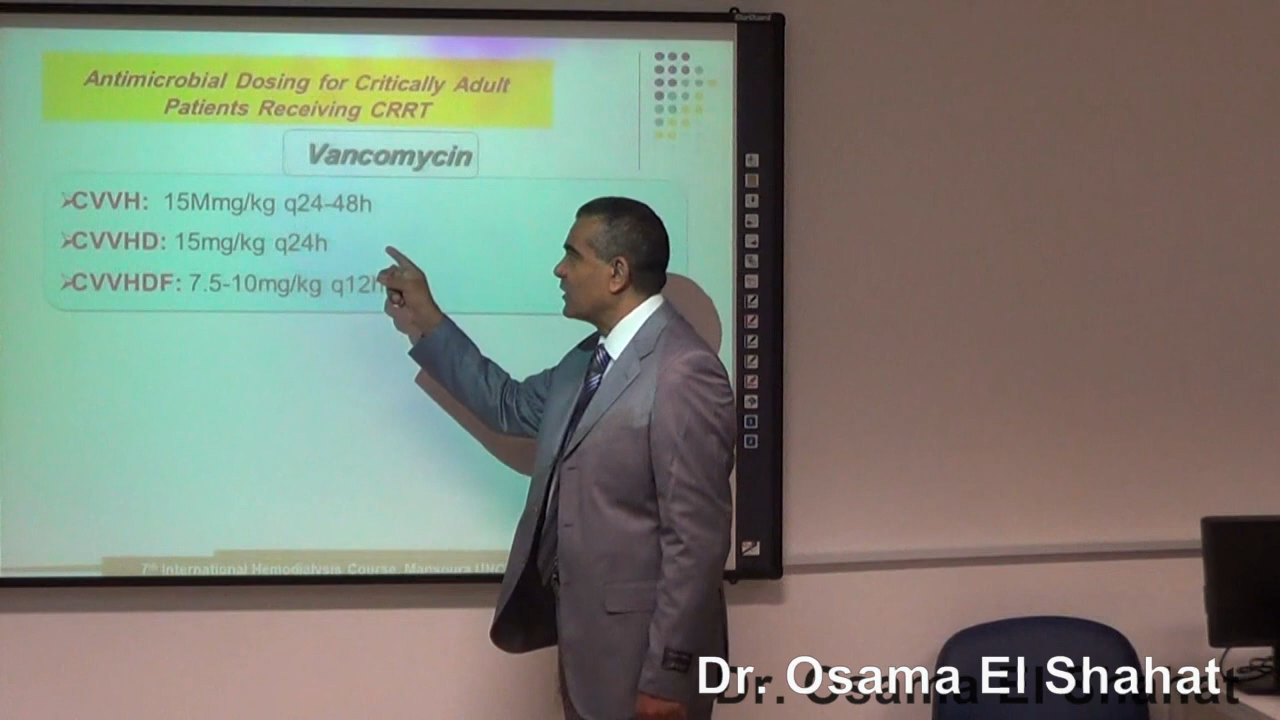 Antimicrobial Dosing for Critically Adult
Patients Receiving CRRT
Vancomycin
➢CVVH: 15Mmg/kg q24-48h
➢CVVHD: 15mg/kg q24h
➢CVVHDF: 7.5-10mg/kg q12h
7th International Hemodialysis Course, Mansoura
Dr. Osama El Shahat